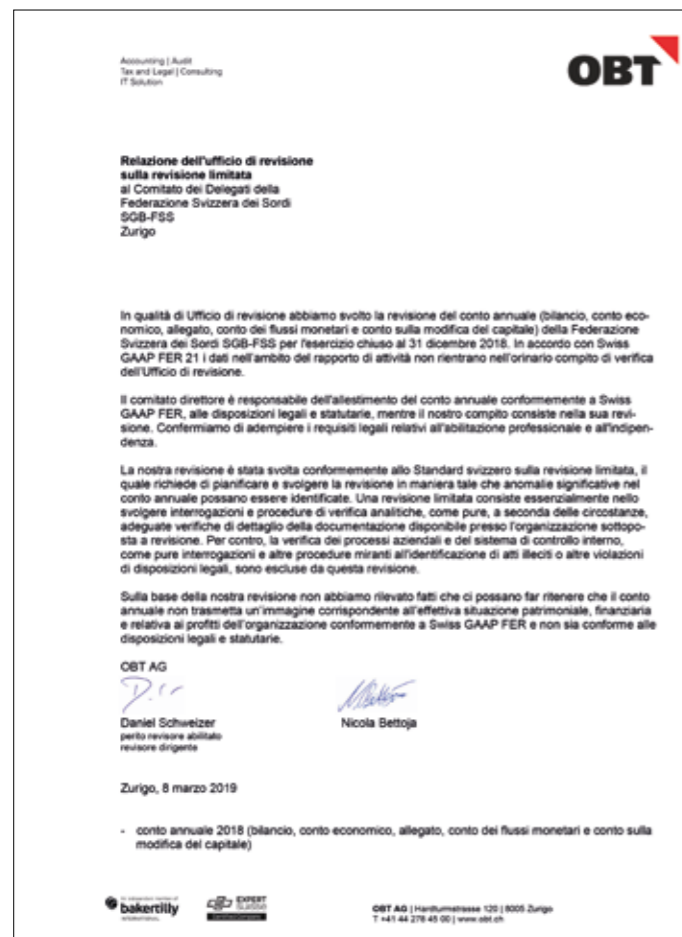 Accounting | Audit
Tax and Legal | Consulting
IT Solution
OBT
Relazione dell'ufficio di revisione
sulla revisione limitata
al Comitato dei Delegati della
Federazione Svizzera dei Sordi
SGB-FSS
Zurigo
In qualità di Ufficio di revisione abbiamo svolto la revisione del conto annuale (bilancio, conto eco-
nomico, allegato, conto dei flussi monetari e conto sulla modifica del capitale) della Federazione
Svizzera dei Sordi SGB-FSS per l'esercizio chiuso al 31 dicembre 2018. In accordo con Swiss
GAAP FER 21 i dati nell'ambito del rapporto di attività non rientrano nell'orinario compito di verifica
dell'Ufficio di revisione.
Il comitato direttore è responsabile dell'allestimento del conto annuale conformemente a Swiss
GAAP FER, alle disposizioni legali e statutarie, mentre il nostro compito consiste nella sua revi-
sione. Confermiamo di adempiere i requisiti legali relativi all'abilitazione professionale e all'indipen-
denza.
La nostra revisione è stata svolta conformemente allo Standard svizzero sulla revisione limitata, il
quale richiede di pianificare e svolgere la revisione in maniera tale che anomalie significative nel
conto annuale possano essere identificate. Una revisione limitata consiste essenzialmente nello
svolgere interrogazioni e procedure di verifica analitiche, come pure, a seconda delle circostanze,
adeguate verifiche di dettaglio della documentazione disponibile presso l'organizzazione sottopo-
sta a revisione. Per contro, la verifica dei processi aziendali e del sistema di controllo interno,
come pure interrogazioni e altre procedure miranti all'identificazione di atti illeciti o altre violazioni
di disposizioni legali, sono escluse da questa revisione.
Sulla base della nostra revisione non abbiamo rilevato fatti che ci possano far ritenere che il conto
annuale non trasmetta un'immagine corrispondente all'effettiva situazione patrimoniale, finanziaria
e relativa ai profitti dell'organizzazione conformemente a Swiss GAAP FER e non sia conforme alle
disposizioni legali e statutarie.
OBT AG
Daniel Schweizer Nicola Bettoja
perito revisore abilitato
revisore dirigente
Zurigo, 8 marzo 2019
- conto annuale 2018 (bilancio, conto economico, allegato, conto dei flussi monetari e conto sulla
modifica del capitale)
bakertilly
EXPERT
OBT AG | Hardturmstrasse 120 | 8005 Zurigo
T +41 44 278 45 00 | www.obt.ch